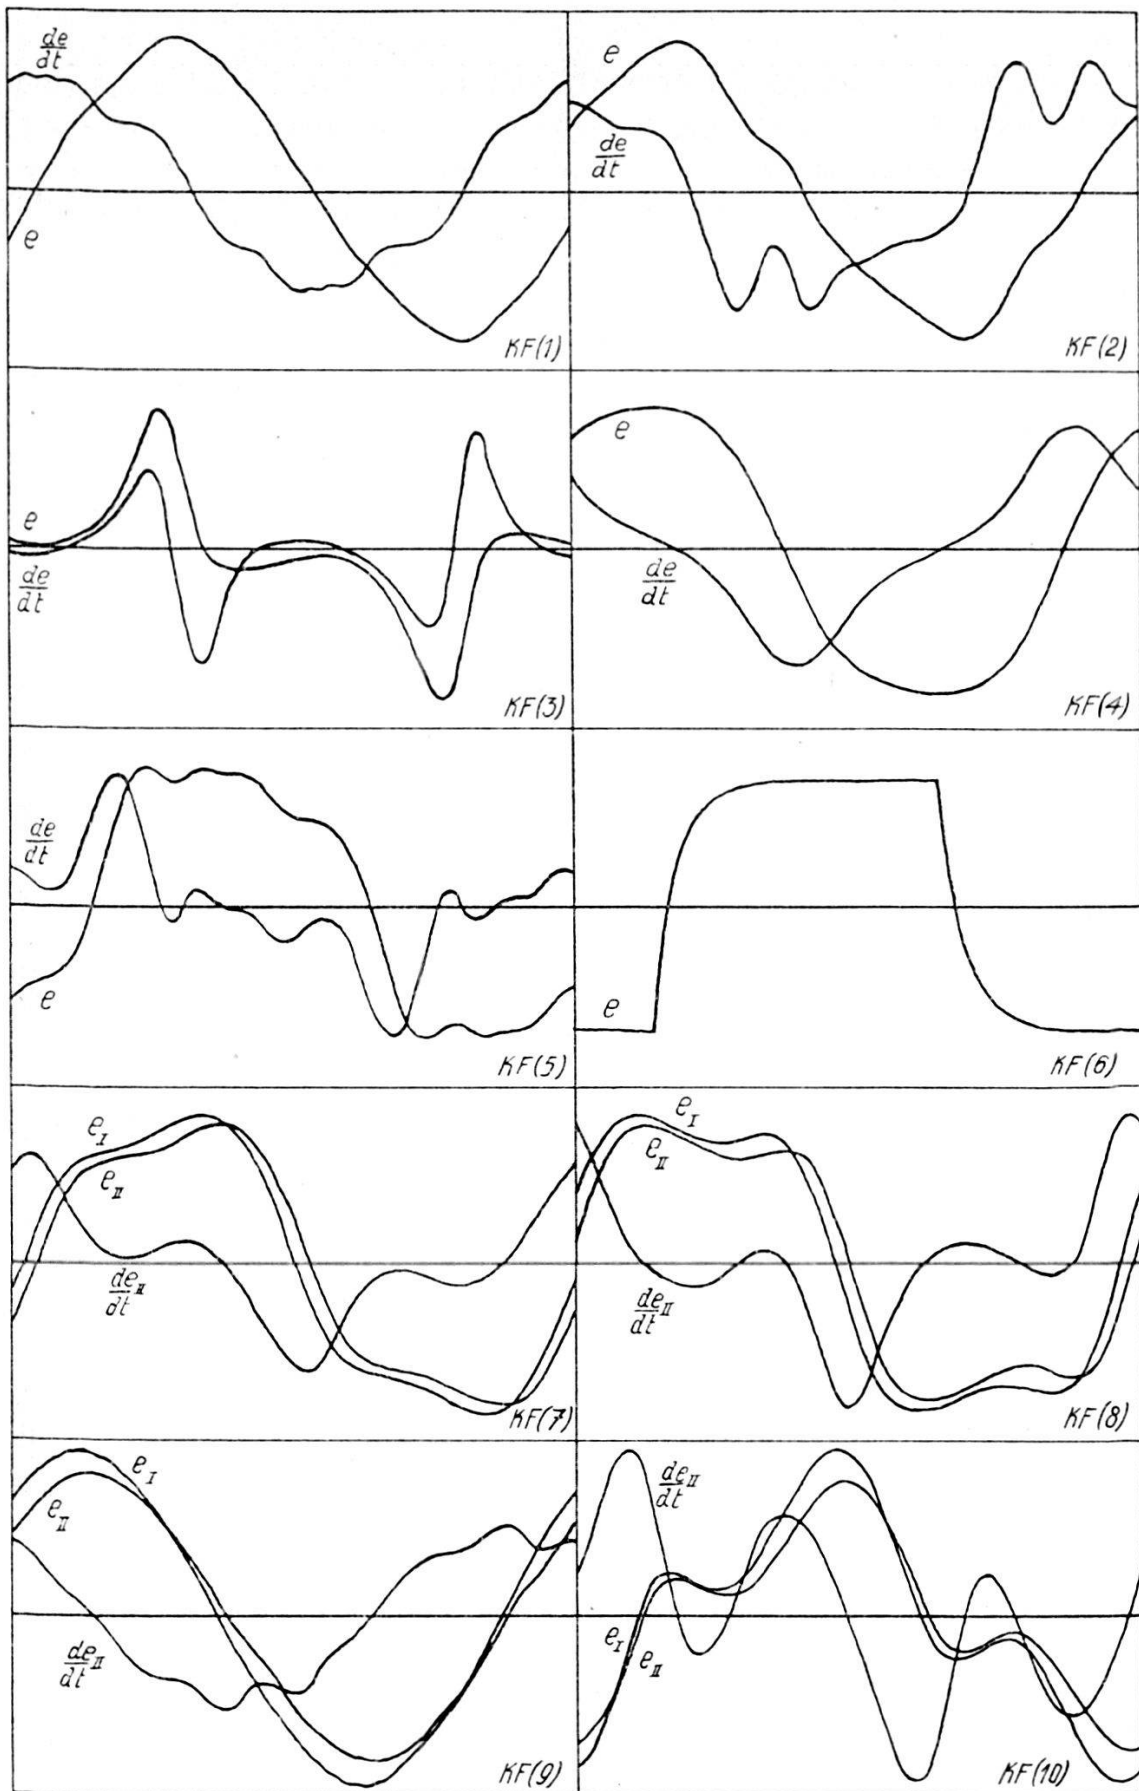 de/dt
e
KF(1)
e
de/dt
KF(2)
e
de/dt
KF(3)
e
de/dt
KF(4)
de/dt
e
KF(5)
e
KF(6)
e_I
e_II
de_II/dt
KF(7)
e_I
e_II
de_II/dt
KF(8)
e_I
e_II
de_II/dt
KF(9)
de_II/dt
e_I
e_II
KF(10)